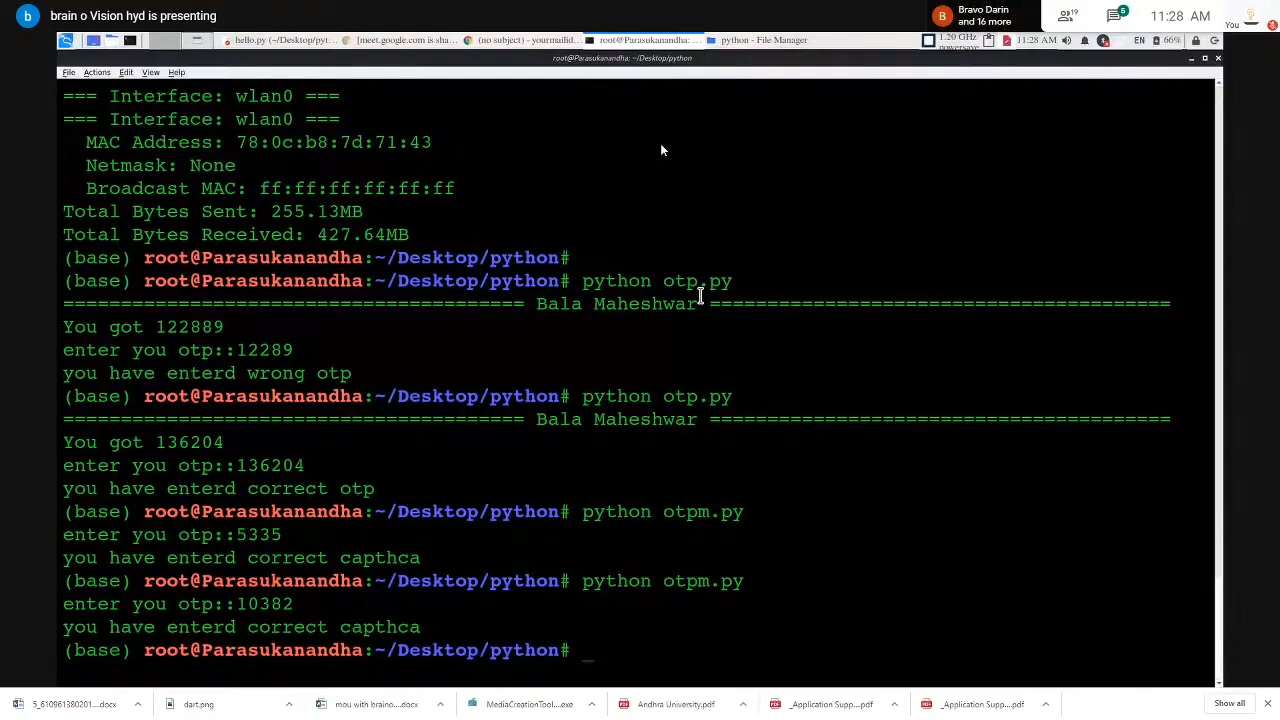 b brain o Vision hyd is presenting
B Bravo Darin and 16 more
19 5 11:28 AM You
hello.py (~/Desktop/pyt... [meet.google.com is sha... (no subject) - yourmailid... root@Parasukanandha: ... python - File Manager 1.20 GHz powersave 11:28 AM EN 66%
root@Parasukanandha: ~/Desktop/python
File Actions Edit View Help
=== Interface: wlan0 ===
=== Interface: wlan0 ===
MAC Address: 78:0c:b8:7d:71:43
Netmask: None
Broadcast MAC: ff:ff:ff:ff:ff:ff
Total Bytes Sent: 255.13MB
Total Bytes Received: 427.64MB
(base) root@Parasukanandha:~/Desktop/python#
(base) root@Parasukanandha:~/Desktop/python# python otp.py
======================================== Bala Maheshwar ========================================
You got 122889
enter you otp::12289
you have enterd wrong otp
(base) root@Parasukanandha:~/Desktop/python# python otp.py
======================================== Bala Maheshwar ========================================
You got 136204
enter you otp::136204
you have enterd correct otp
(base) root@Parasukanandha:~/Desktop/python# python otpm.py
enter you otp::5335
you have enterd correct capthca
(base) root@Parasukanandha:~/Desktop/python# python otpm.py
enter you otp::10382
you have enterd correct capthca
(base) root@Parasukanandha:~/Desktop/python#
5_610961380201....docx dart.png mou with braino....docx MediaCreationTool....exe Andhra University.pdf _Application Supp....pdf _Application Supp....pdf Show all